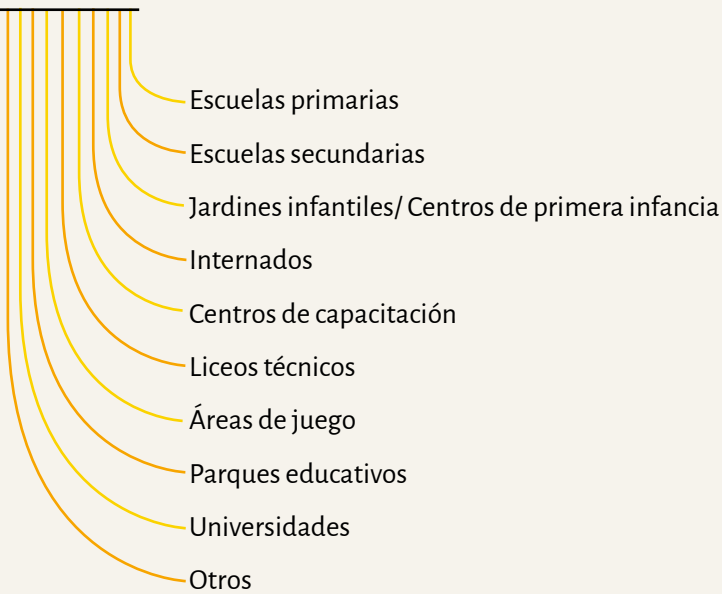 Escuelas primarias
Escuelas secundarias
Jardines infantiles/ Centros de primera infancia
Internados
Centros de capacitación
Liceos técnicos
Áreas de juego
Parques educativos
Universidades
Otros